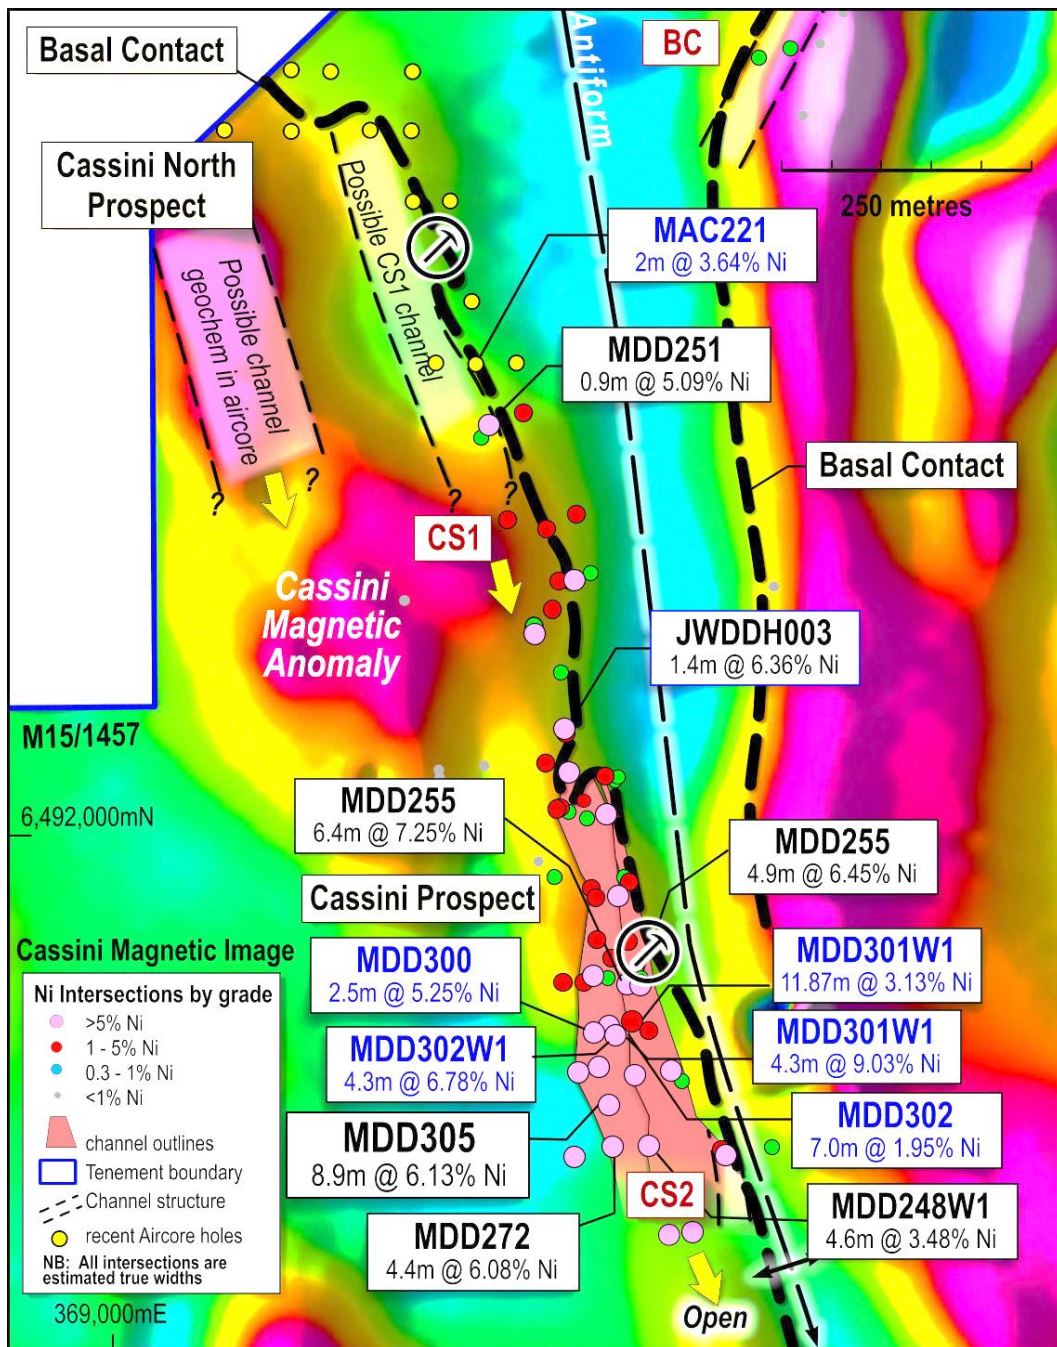 Basal Contact
Antiform
BC
Cassini North
Prospect
250 metres
Possible CS1 channel
MAC221
2m @ 3.64% Ni
Possible channel
geochem in aircore
MDD251
0.9m @ 5.09% Ni
Basal Contact
?
?
?
?
CS1
Cassini
Magnetic
Anomaly
JWDDH003
1.4m @ 6.36% Ni
M15/1457
6,492,000mN
MDD255
6.4m @ 7.25% Ni
MDD255
4.9m @ 6.45% Ni
Cassini Prospect
Cassini Magnetic Image
MDD300
2.5m @ 5.25% Ni
MDD301W1
11.87m @ 3.13% Ni
Ni Intersections by grade
>5% Ni
1 - 5% Ni
0.3 - 1% Ni
<1% Ni
channel outlines
Tenement boundary
Channel structure
recent Aircore holes
NB: All intersections are
estimated true widths
MDD302W1
4.3m @ 6.78% Ni
MDD301W1
4.3m @ 9.03% Ni
MDD305
8.9m @ 6.13% Ni
MDD302
7.0m @ 1.95% Ni
CS2
MDD272
4.4m @ 6.08% Ni
MDD248W1
4.6m @ 3.48% Ni
Open
369,000mE